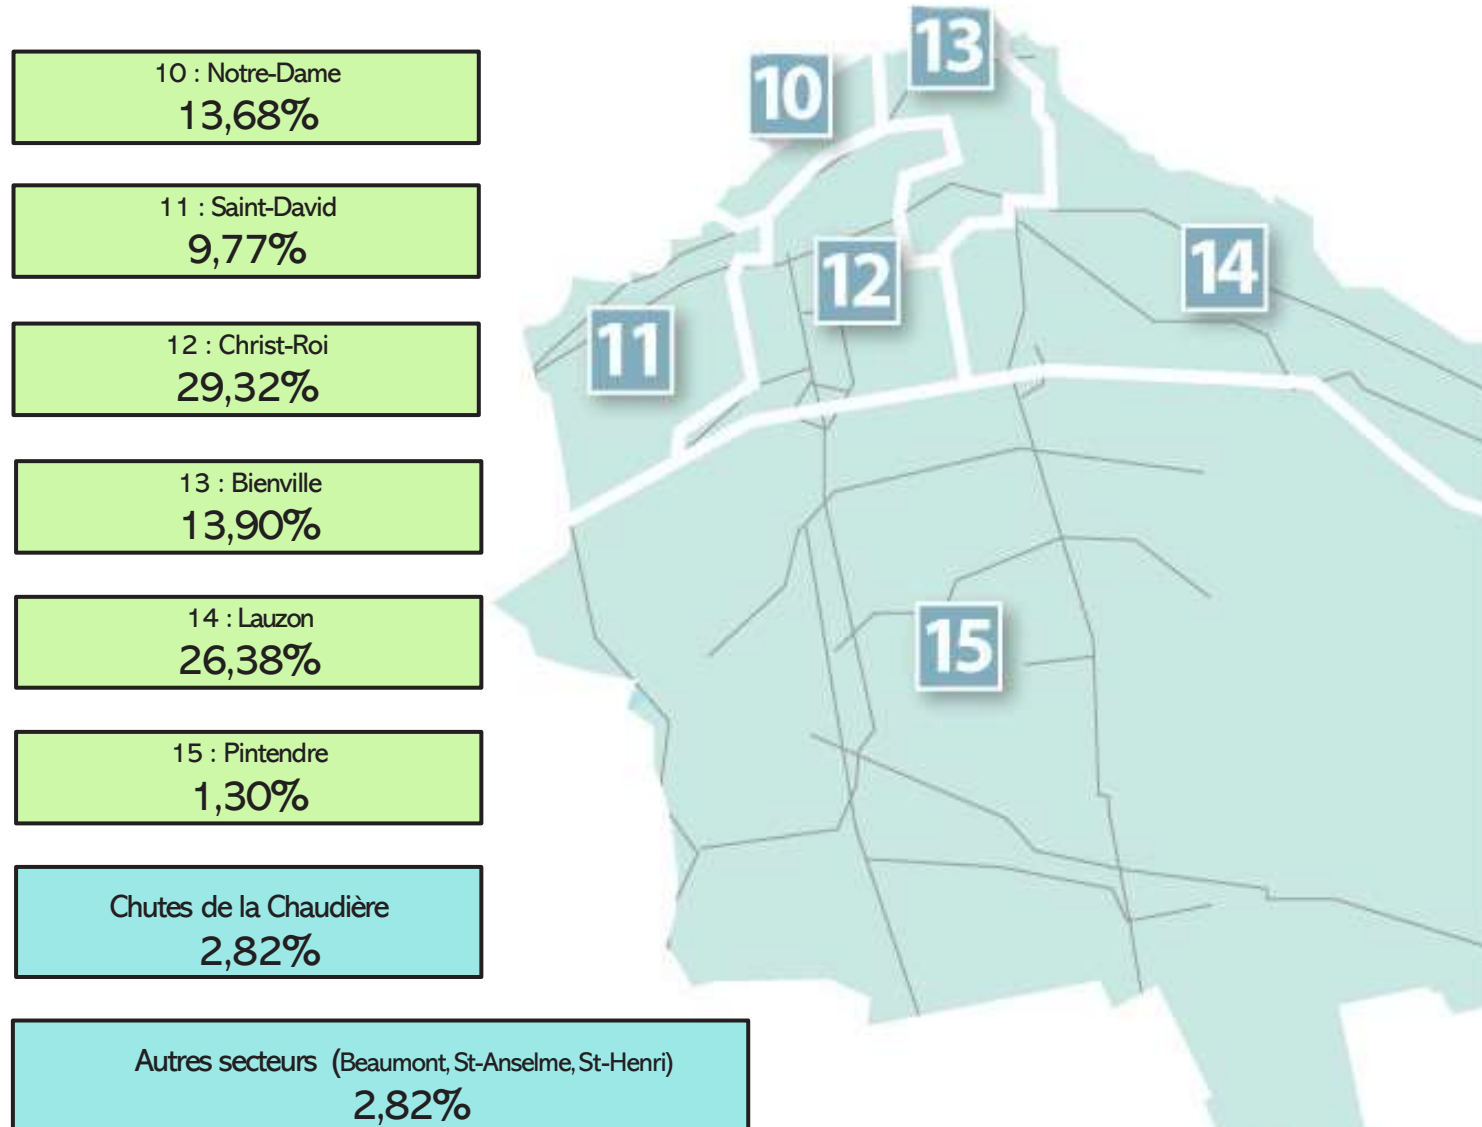 10 : Notre-Dame
13,68%
11 : Saint-David
9,77%
12 : Christ-Roi
29,32%
13 : Bienville
13,90%
14 : Lauzon
26,38%
15 : Pintendre
1,30%
Chutes de la Chaudière
2,82%
Autres secteurs (Beaumont, St-Anselme, St-Henri)
2,82%
13
10
14
12
11
15